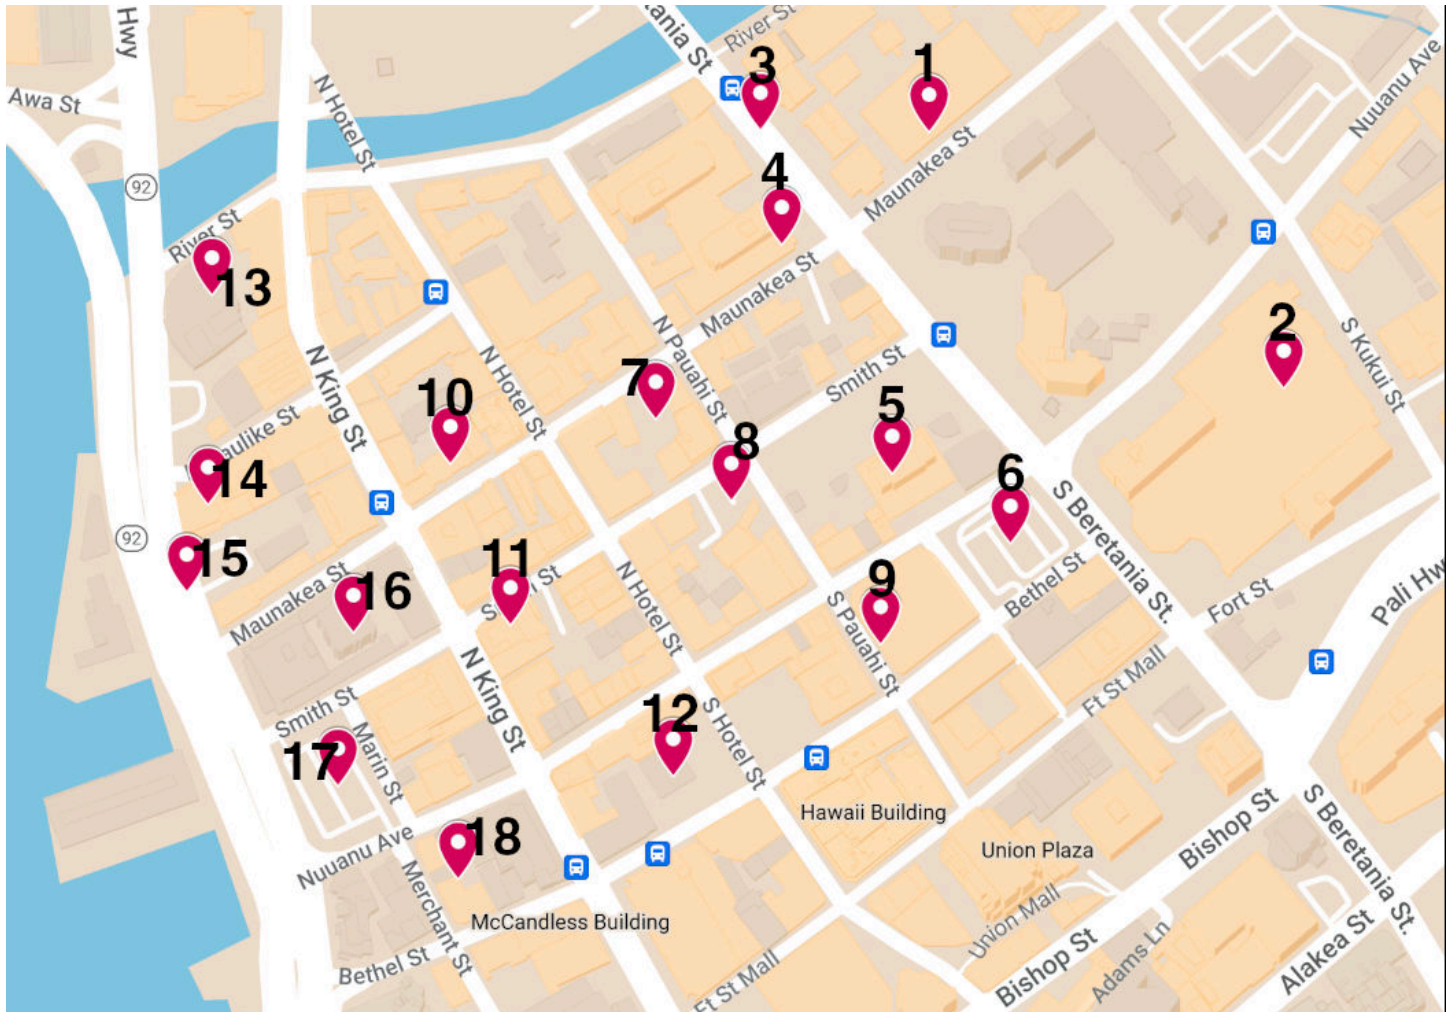 Hwy
tania St
River St
3
1
N Hotel St
Awa St
Nuuanu Ave
Maunakea St
4
92
River St
13
Maunakea St
2
N Pauahi St
S Kukui St
N King St
N Hotel St
7
Smith St
10
5
8
aulike St
14
6
S Beretania St.
92
15
11
16
Maunakea St
N Hotel St
9
Bethel St
Fort St
Pali Hw
S Pauahi St
Ft St Mall
Smith St
N King St
12
S Hotel St
17
Marin St
Hawaii Building
18
Nuuanu Ave
Union Plaza
Bishop St
S Beretania St.
Merchant St
McCandless Building
Union Mall
Bethel St
Ft St Mall
Bishop St
Adams Ln
Alakea St